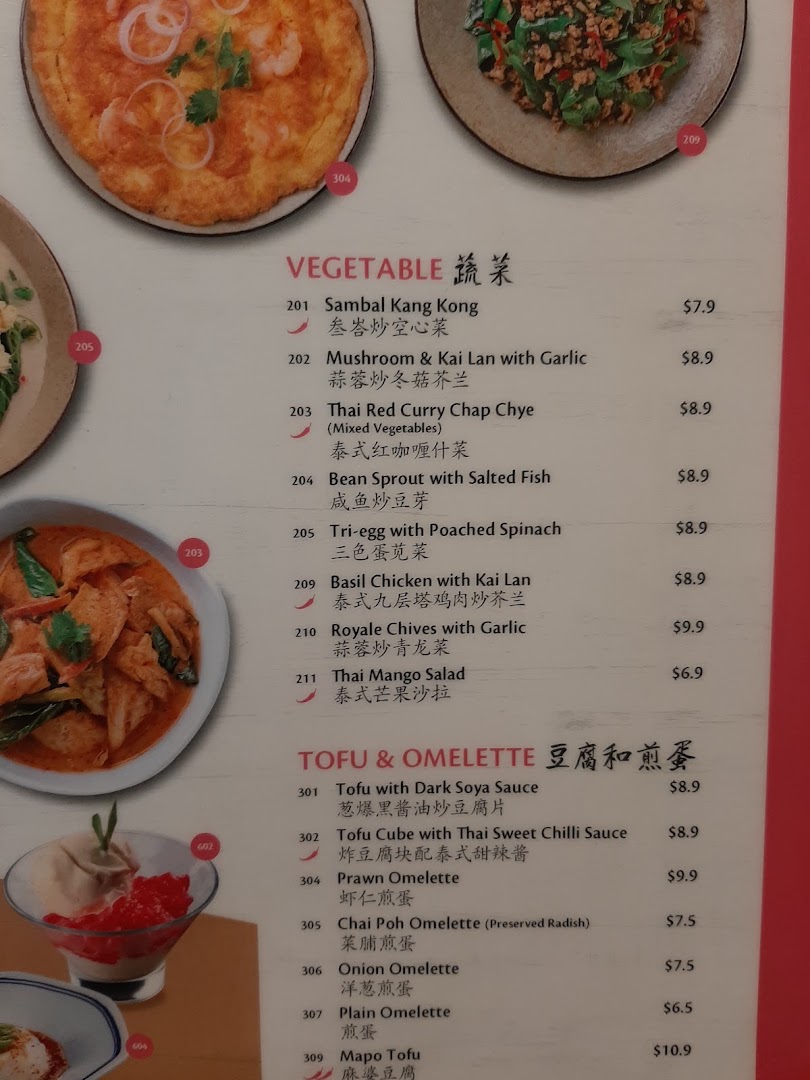 304
209
205
203
602
604
VEGETABLE 蔬菜
201 Sambal Kang Kong $7.9
叁峇炒空心菜
202 Mushroom & Kai Lan with Garlic $8.9
蒜蓉炒冬菇芥兰
203 Thai Red Curry Chap Chye $8.9
(Mixed Vegetables)
泰式红咖喱什菜
204 Bean Sprout with Salted Fish $8.9
咸鱼炒豆芽
205 Tri-egg with Poached Spinach $8.9
三色蛋苋菜
209 Basil Chicken with Kai Lan $8.9
泰式九层塔鸡肉炒芥兰
210 Royale Chives with Garlic $9.9
蒜蓉炒青龙菜
211 Thai Mango Salad $6.9
泰式芒果沙拉
TOFU & OMELETTE 豆腐和煎蛋
301 Tofu with Dark Soya Sauce $8.9
葱爆黑酱油炒豆腐片
302 Tofu Cube with Thai Sweet Chilli Sauce $8.9
炸豆腐块配泰式甜辣酱
304 Prawn Omelette $9.9
虾仁煎蛋
305 Chai Poh Omelette (Preserved Radish) $7.5
菜脯煎蛋
306 Onion Omelette $7.5
洋葱煎蛋
307 Plain Omelette $6.5
煎蛋
309 Mapo Tofu $10.9
麻婆豆腐